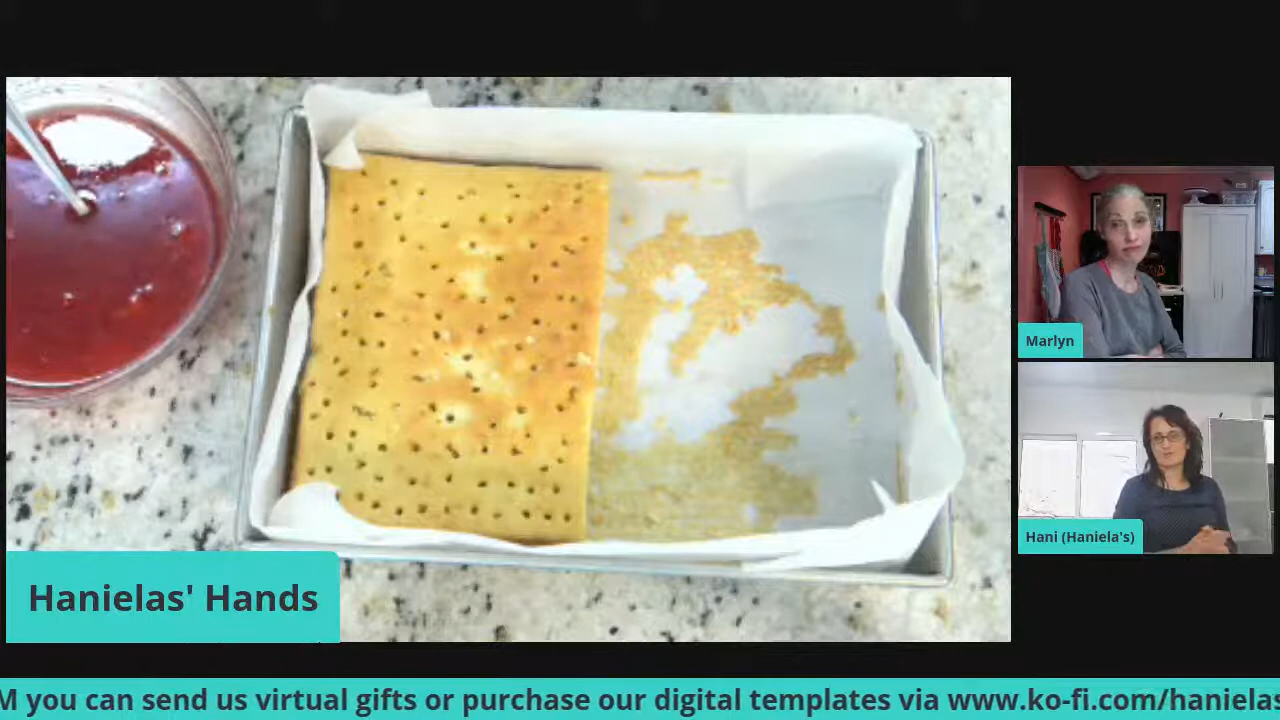 Marlyn
Hani (Haniela's)
Hanielas' Hands
M you can send us virtual gifts or purchase our digital templates via www.ko-fi.com/hanielas